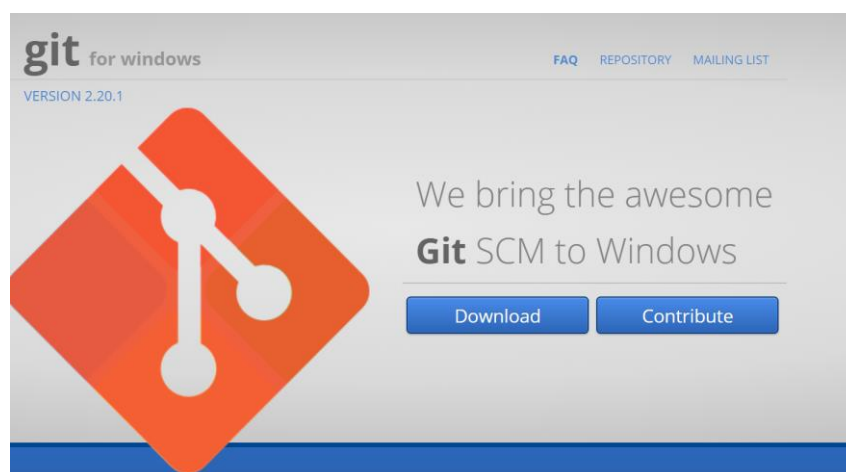 git for windows
FAQ REPOSITORY MAILING LIST
VERSION 2.20.1
We bring the awesome
Git SCM to Windows
Download Contribute